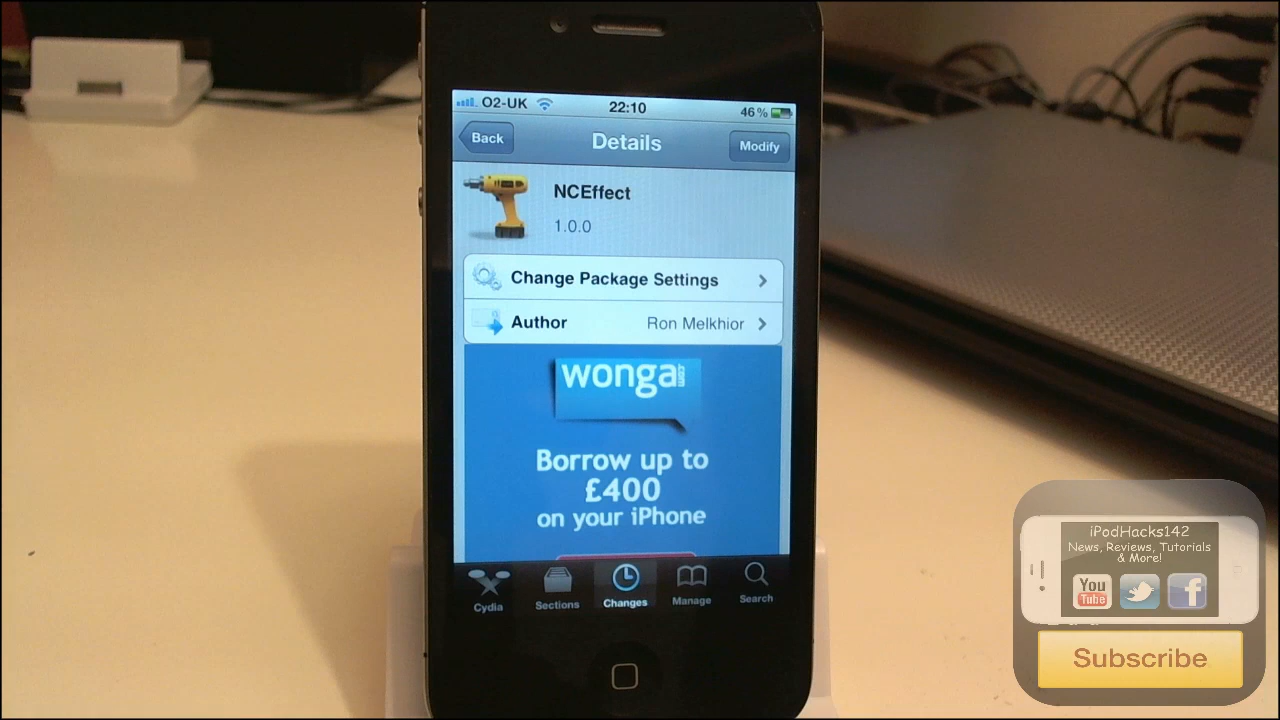 O2-UK 22:10 46%
Back Details Modify
NCEffect
1.0.0
Change Package Settings
Author Ron Melkhior
wonga.com
Borrow up to
£400
on your iPhone
Cydia Sections Changes Manage Search
iPodHacks142
News, Reviews, Tutorials
& More!
You
Tube
f
Subscribe